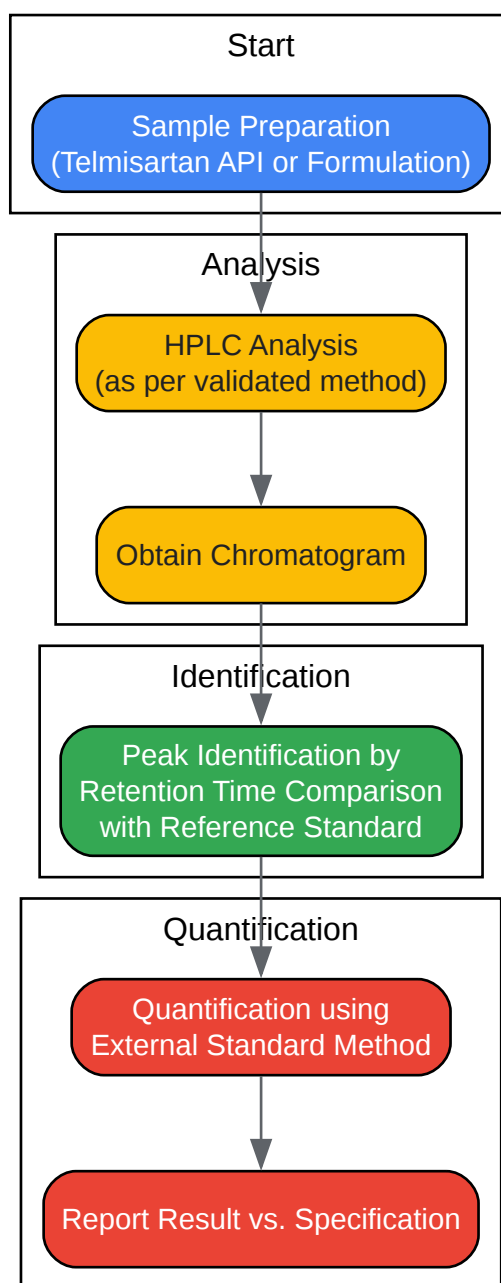 Start
Sample Preparation
(Telmisartan API or Formulation)
Analysis
HPLC Analysis
(as per validated method)
Obtain Chromatogram
Identification
Peak Identification by
Retention Time Comparison
with Reference Standard
Quantification
Quantification using
External Standard Method
Report Result vs. Specification